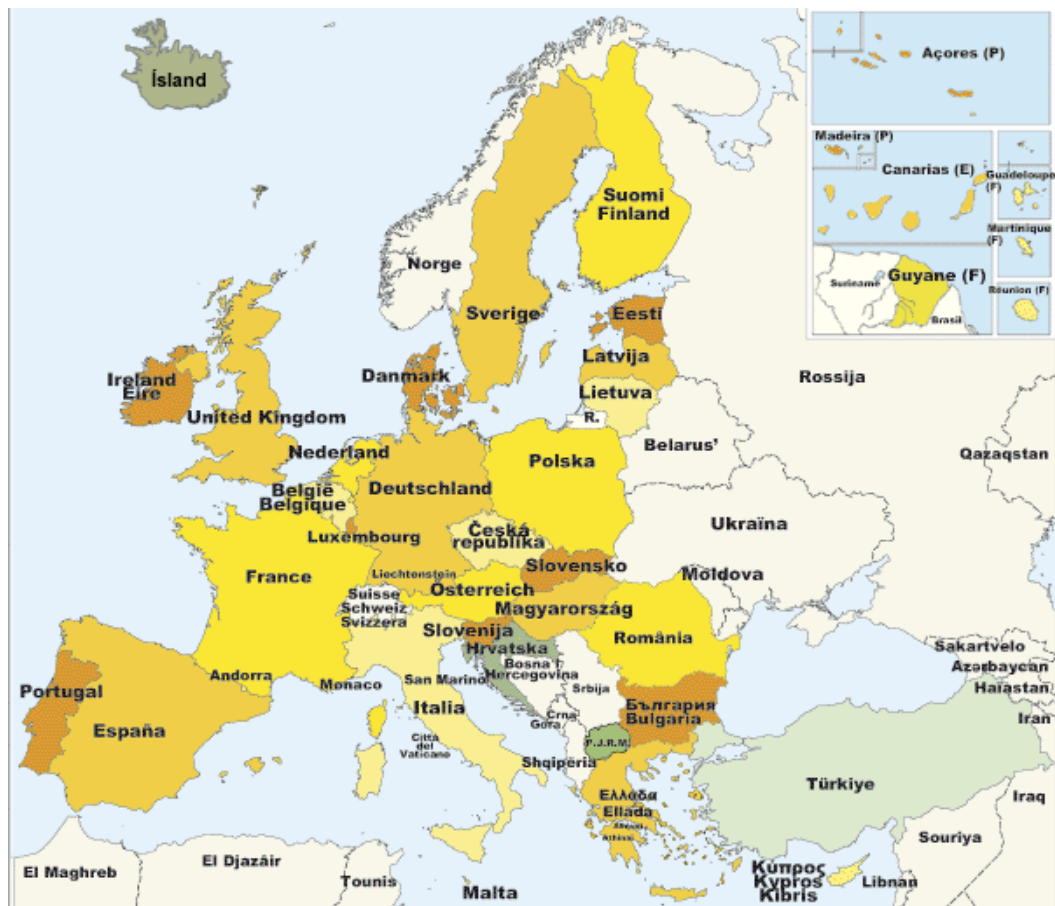 Ísland
Açores (P)
Madeira (P)
Canarias (E)
Guadeloupe
(F)
Martinique
(F)
Guyane (F)
Suriname
Brasil
Réunion (F)
Suomi
Finland
Norge
Sverige
Eesti
Latvija
Lietuva
R.
Rossija
Danmark
Ireland
Éire
United Kingdom
Nederland
België
Belgique
Deutschland
Polska
Belarus’
Qazaqstan
Luxembourg
Česká
republika
Ukraïna
France
Liechtenstein
Slovensko
Moldova
Suisse
Schweiz
Svizzera
Österreich
Magyarország
Slovenija
Hrvatska
România
Bosna i
Hercegovina
Sakartvelo
Azərbaycan
Haïastan
Iran
Portugal
España
Andorra
Monaco
San Marino
Italia
Città
del
Vaticano
Srbija
Crna
Gora
България
Bulgaria
F.J.R.M.
Shqipëria
Türkiye
Ελλαδα
Ellada
Athinai
Iraq
Souriya
El Maghreb
El Djazâir
Tounis
Malta
Κύπρος
Kypros
Kibris
Libnan